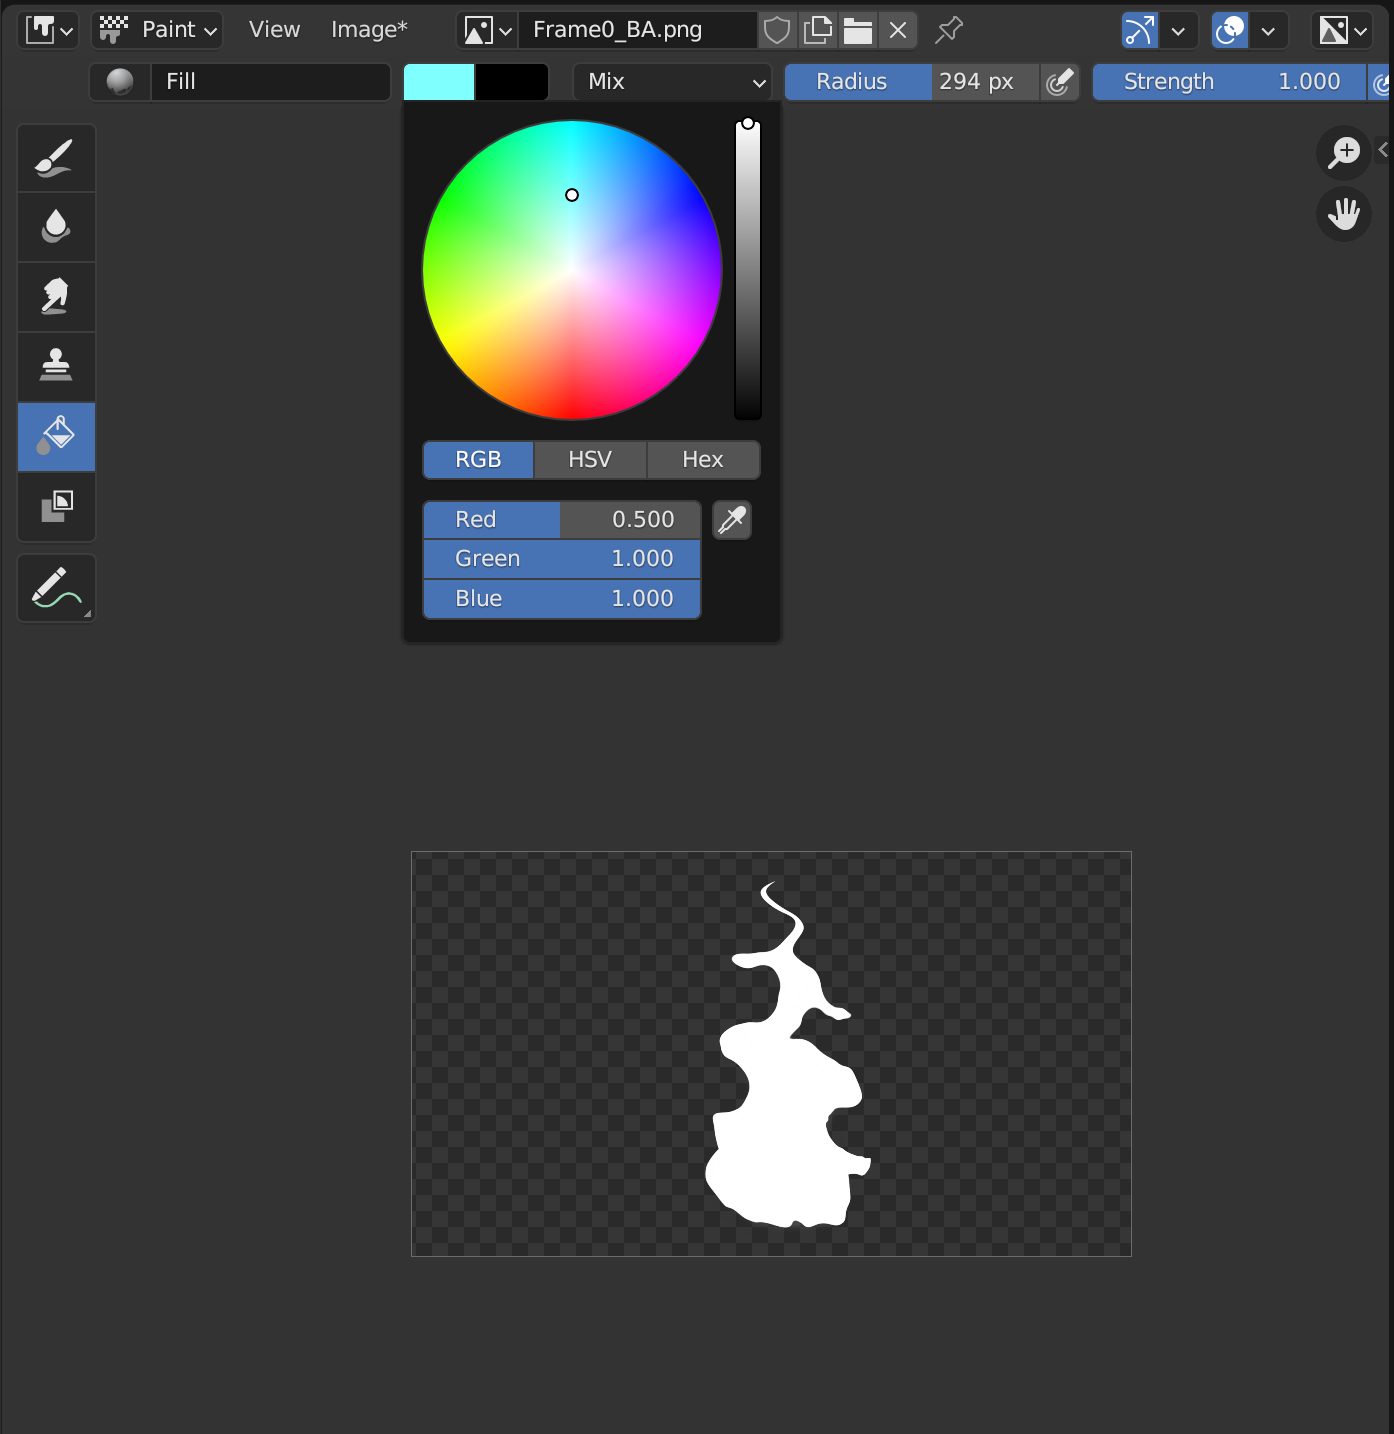 Paint View Image* Frame0_BA.png
Fill Mix Radius 294 px Strength 1.000
RGB HSV Hex
Red 0.500
Green 1.000
Blue 1.000